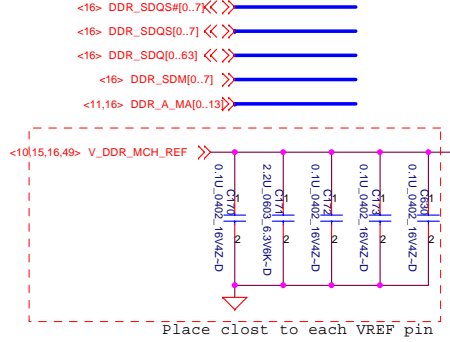 <16> DDR_SDQS#[0..7]
<16> DDR_SDQS[0..7]
<16> DDR_SDQ[0..63]
<16> DDR_SDM[0..7]
<11,16> DDR_A_MA[0..13]
<10,15,16,49> V_DDR_MCH_REF
C170
0.1U_0402_16V4Z~D
1
2
C171
2.2U_0603_6.3V6K~D
1
2
C172
0.1U_0402_16V4Z~D
1
2
C173
0.1U_0402_16V4Z~D
1
2
C630
0.1U_0402_16V4Z~D
1
2
Place clost to each VREF pin